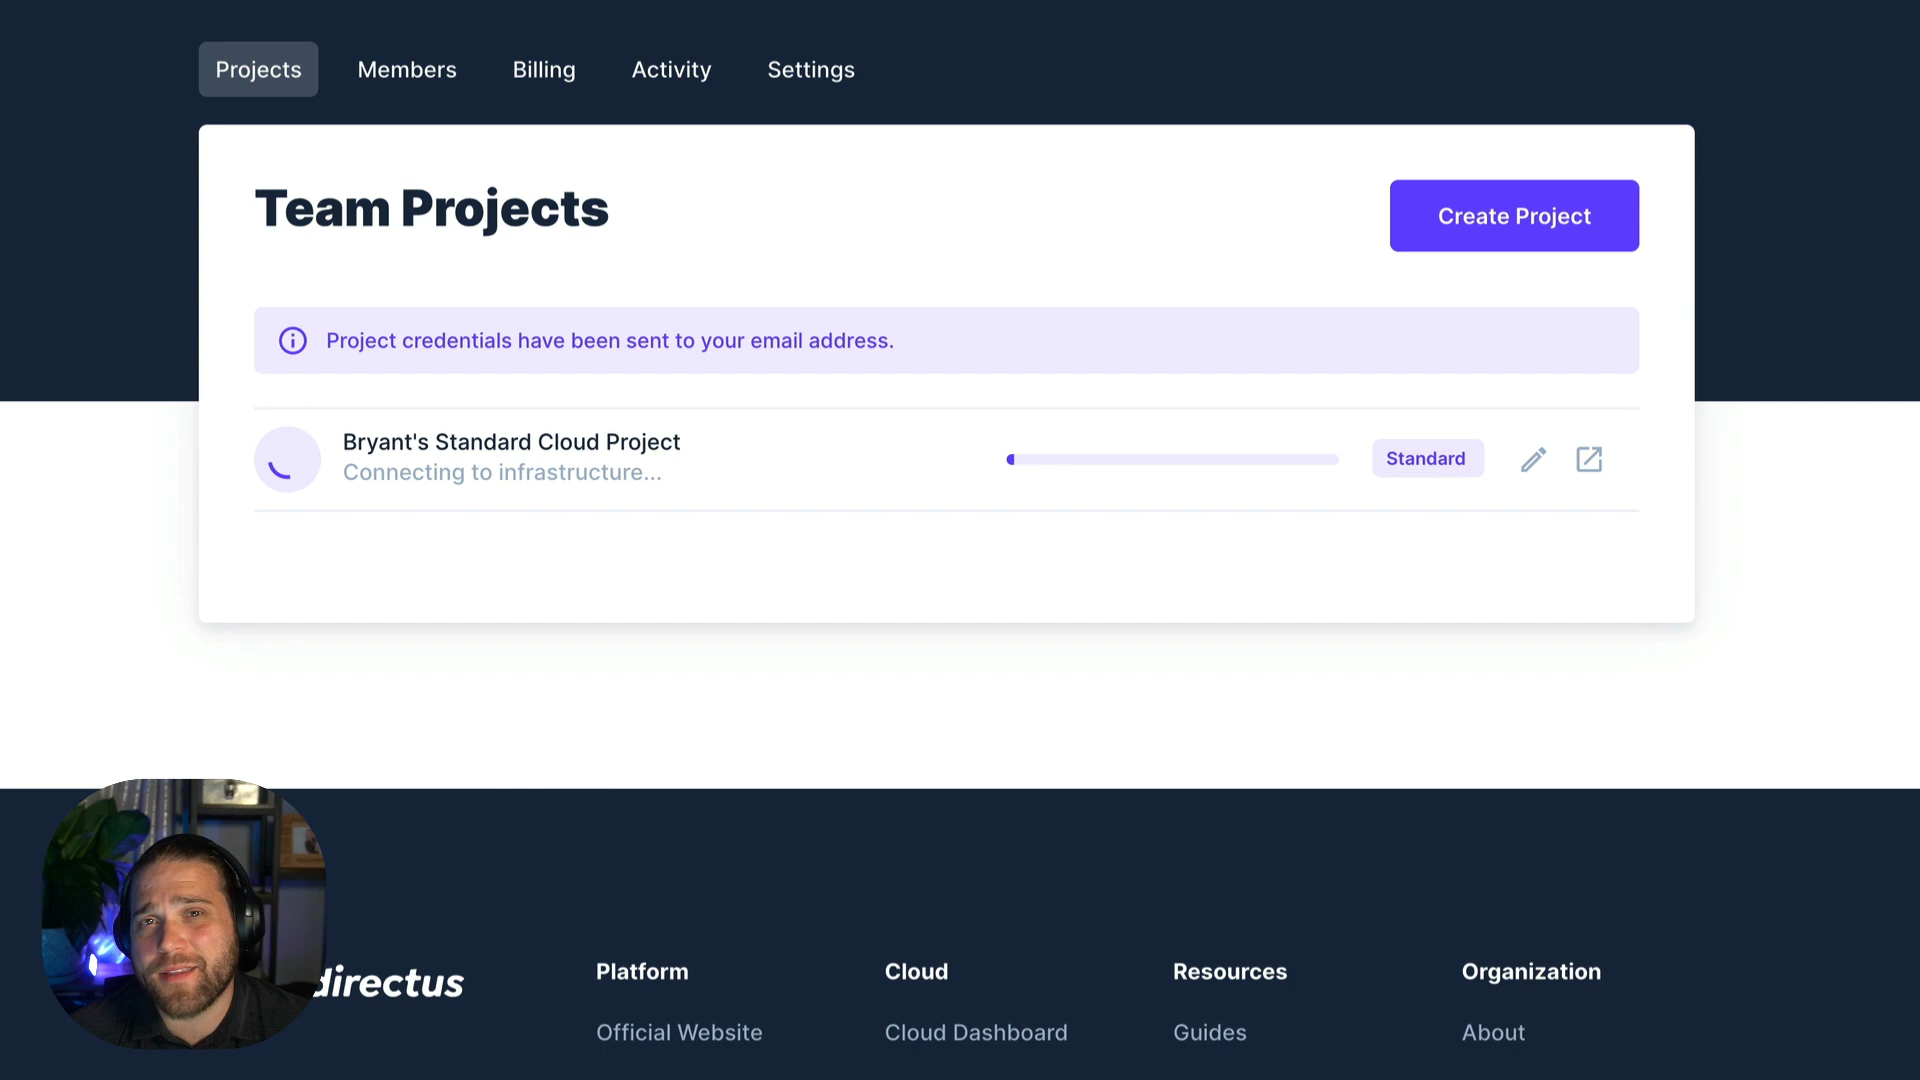 Projects
Members
Billing
Activity
Settings
Team Projects
Create Project
Project credentials have been sent to your email address.
Bryant's Standard Cloud Project
Connecting to infrastructure...
Standard
directus
Platform
Cloud
Resources
Organization
Official Website
Cloud Dashboard
Guides
About